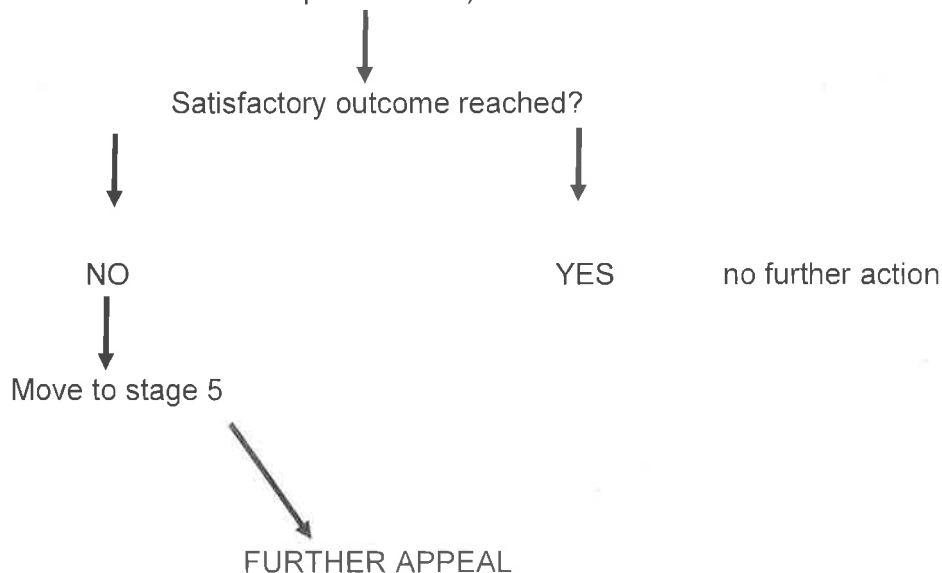 Satisfactory outcome reached?
NO
YES no further action
Move to stage 5
FURTHER APPEAL